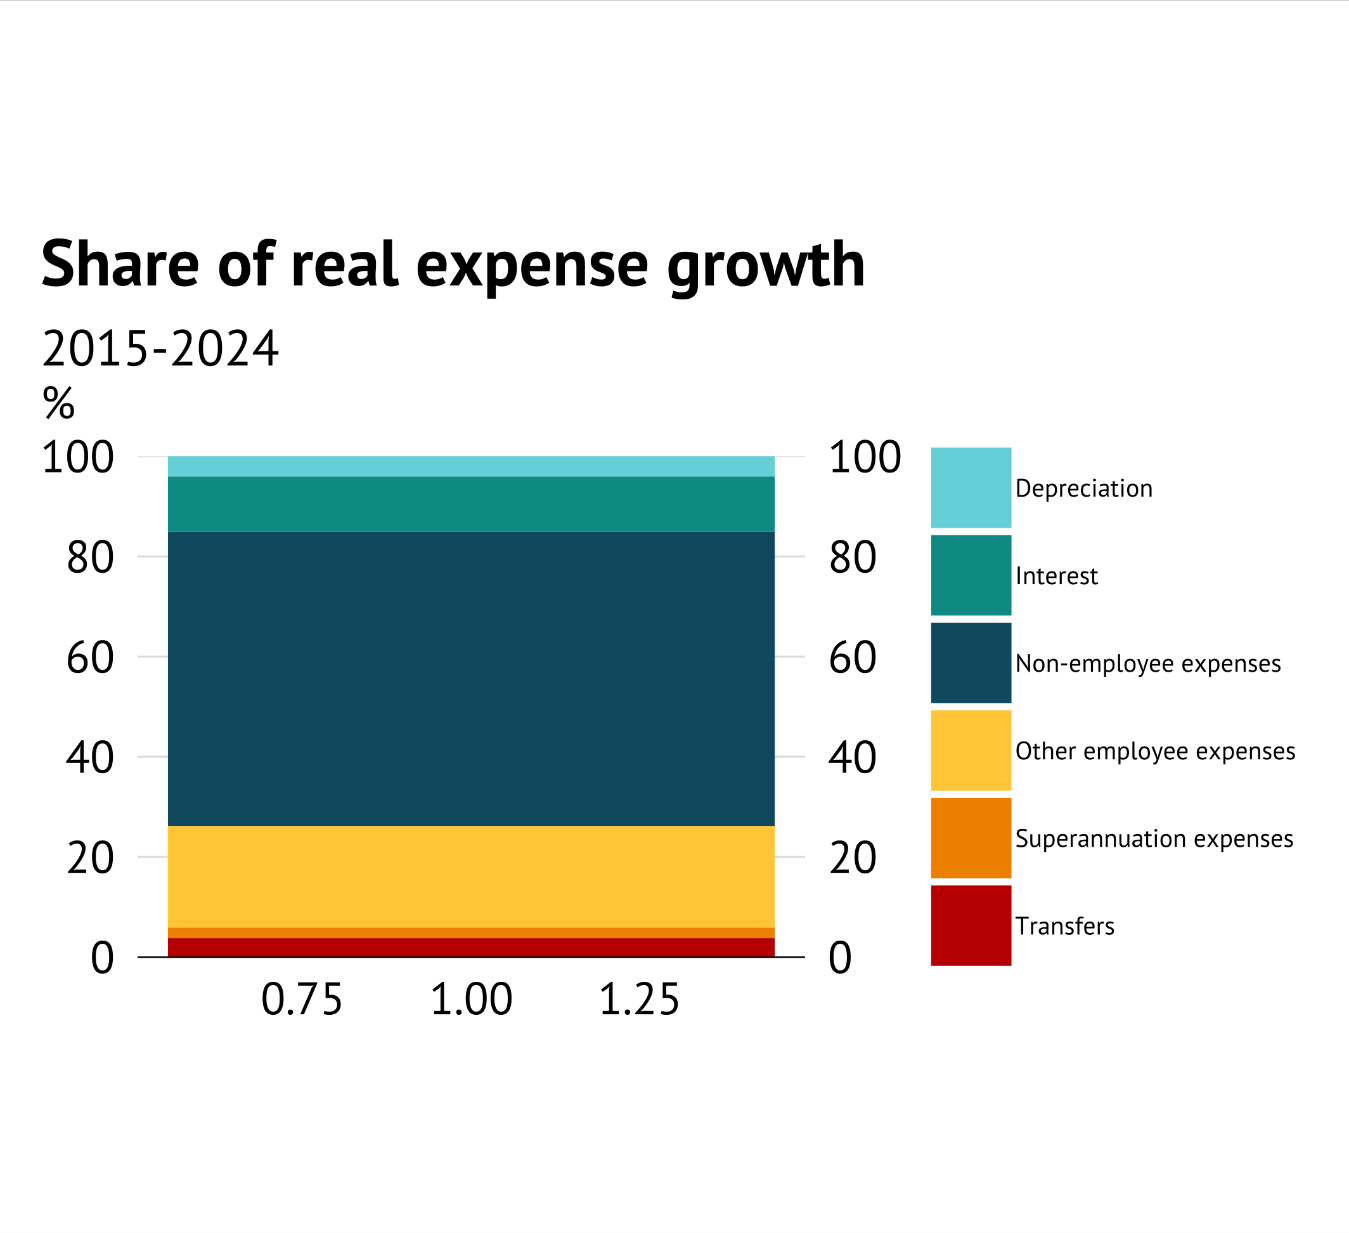 Share of real expense growth
2015-2024
%
100
80
60
40
20
0
100
80
60
40
20
0
0.75 1.00 1.25
Depreciation
Interest
Non-employee expenses
Other employee expenses
Superannuation expenses
Transfers